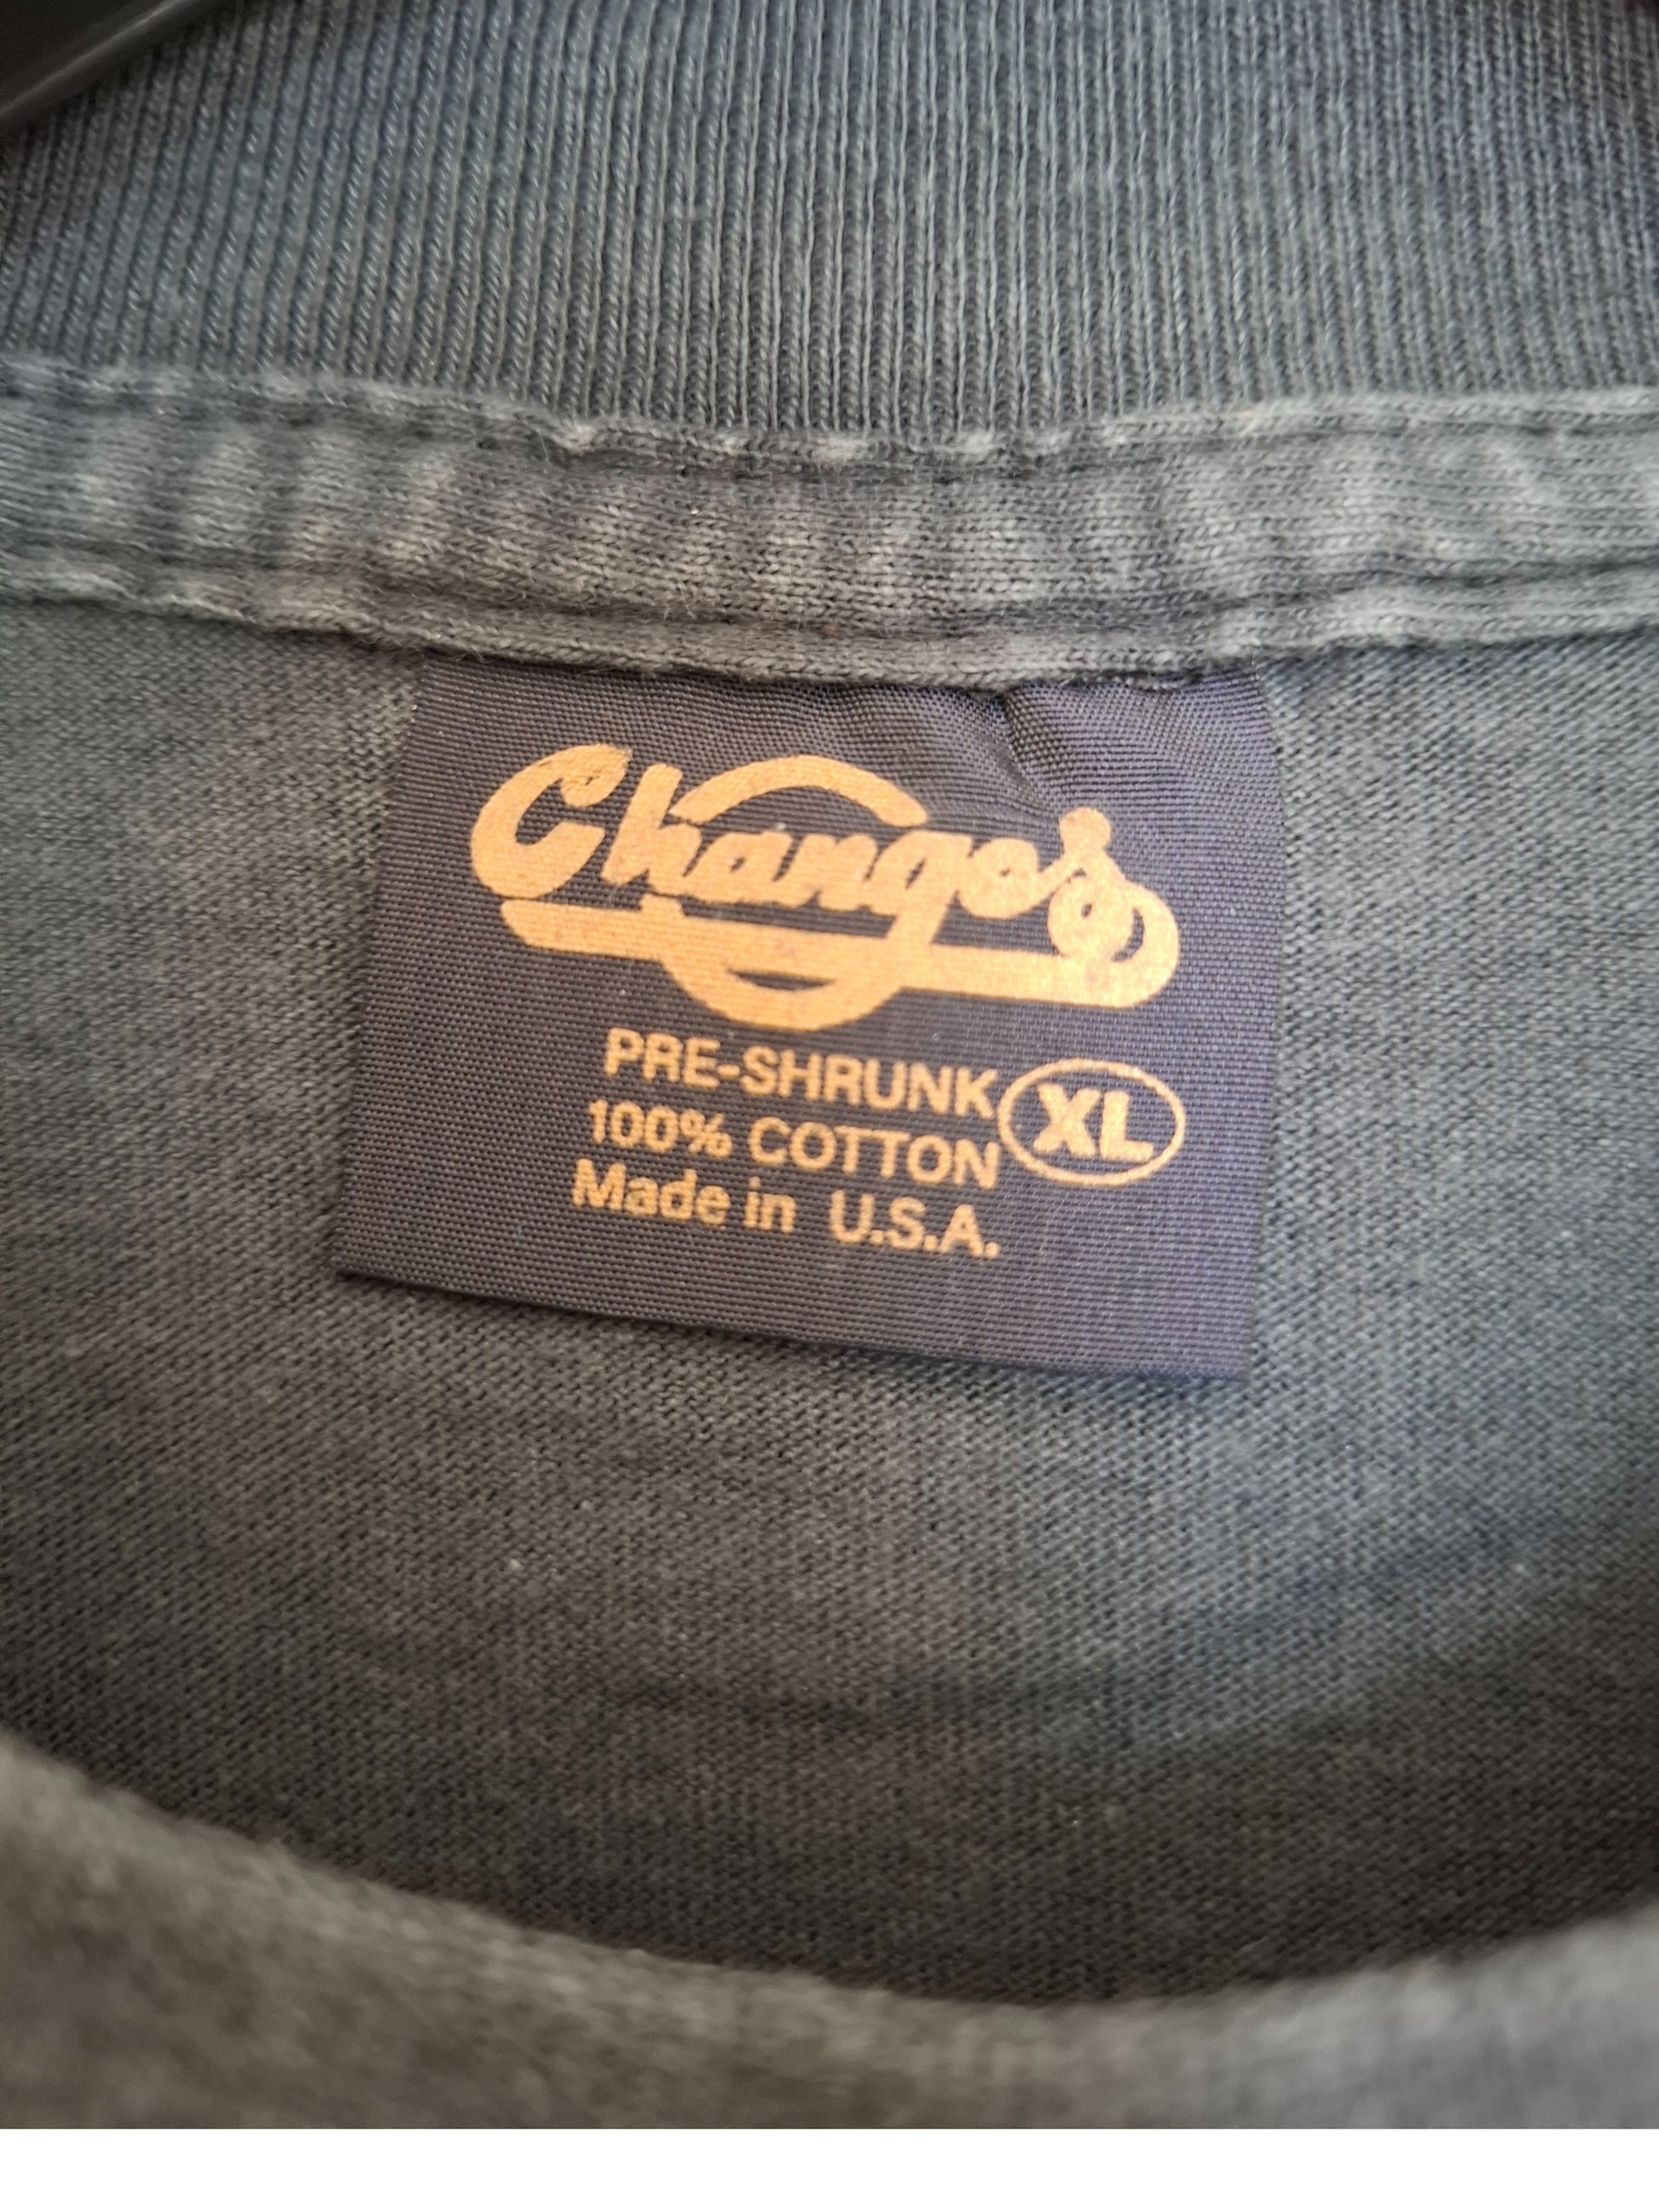 Changes
PRE-SHRUNK
100% COTTON
XL
Made in U.S.A.